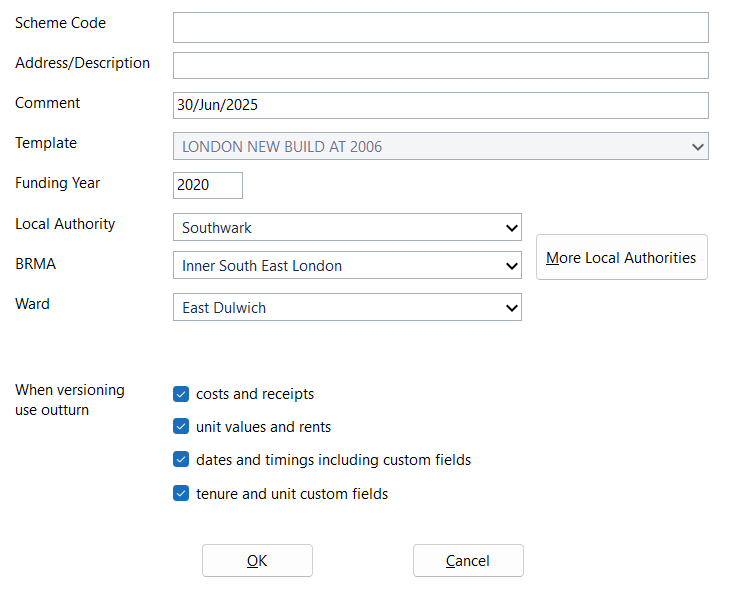 Scheme Code
Address/Description
Comment 30/Jun/2025
Template LONDON NEW BUILD AT 2006
Funding Year 2020
Local Authority Southwark
BRMA Inner South East London
More Local Authorities
Ward East Dulwich
When versioning
use outturn
costs and receipts
unit values and rents
dates and timings including custom fields
tenure and unit custom fields
OK Cancel